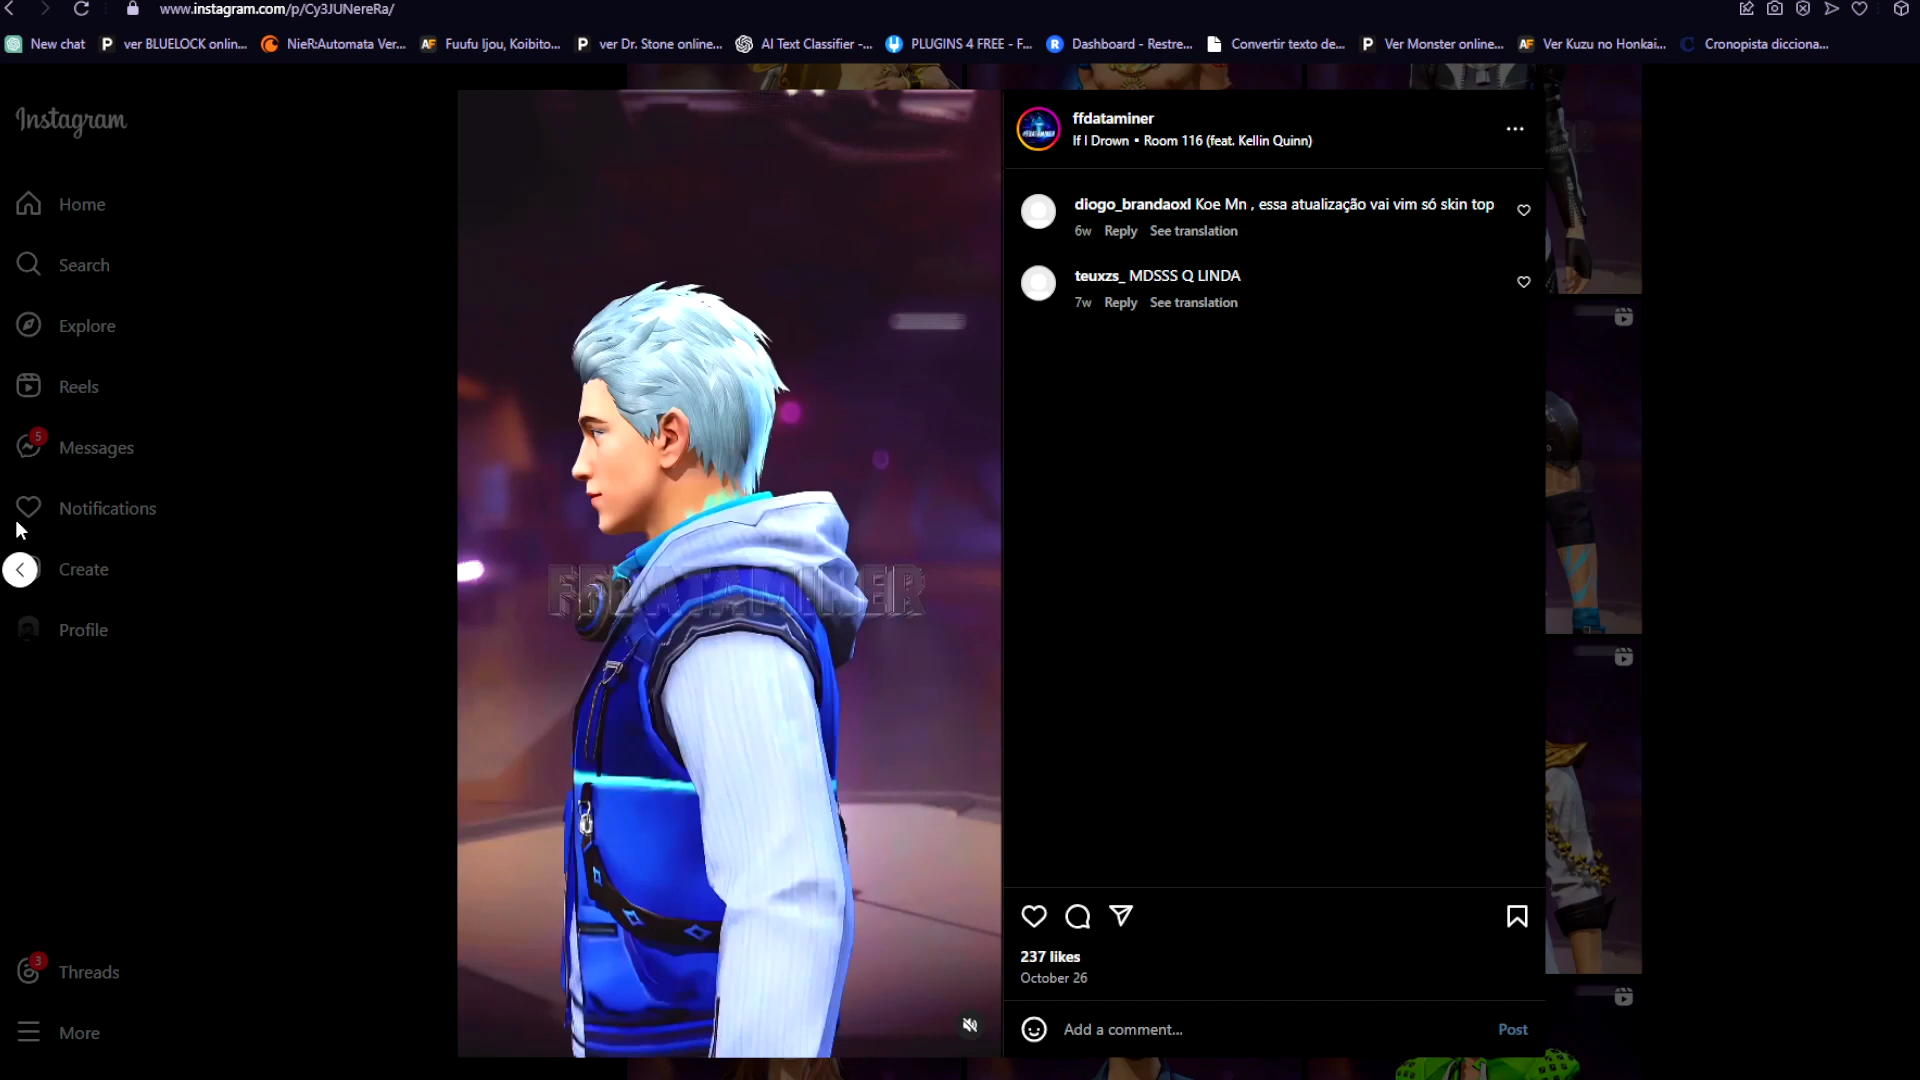 www.instagram.com/p/Cy3JUNereRa/
New chat
ver BLUELOCK onlin...
NieR:Automata Ver...
Fuufu Ijou, Koibito...
ver Dr. Stone online...
AI Text Classifier -...
PLUGINS 4 FREE - F...
Dashboard - Restre...
Convertir texto de...
Ver Monster online...
Ver Kuzu no Honkai...
Cronopista dicciona...
Instagram
Home
Search
Explore
Reels
5
Messages
Notifications
Create
Profile
3
Threads
More
FFDATAMINER
ffdataminer
If I Drown • Room 116 (feat. Kellin Quinn)
diogo_brandaoxl Koe Mn , essa atualização vai vim só skin top
6w Reply See translation
teuxzs_ MDSSS Q LINDA
7w Reply See translation
237 likes
October 26
Add a comment...
Post